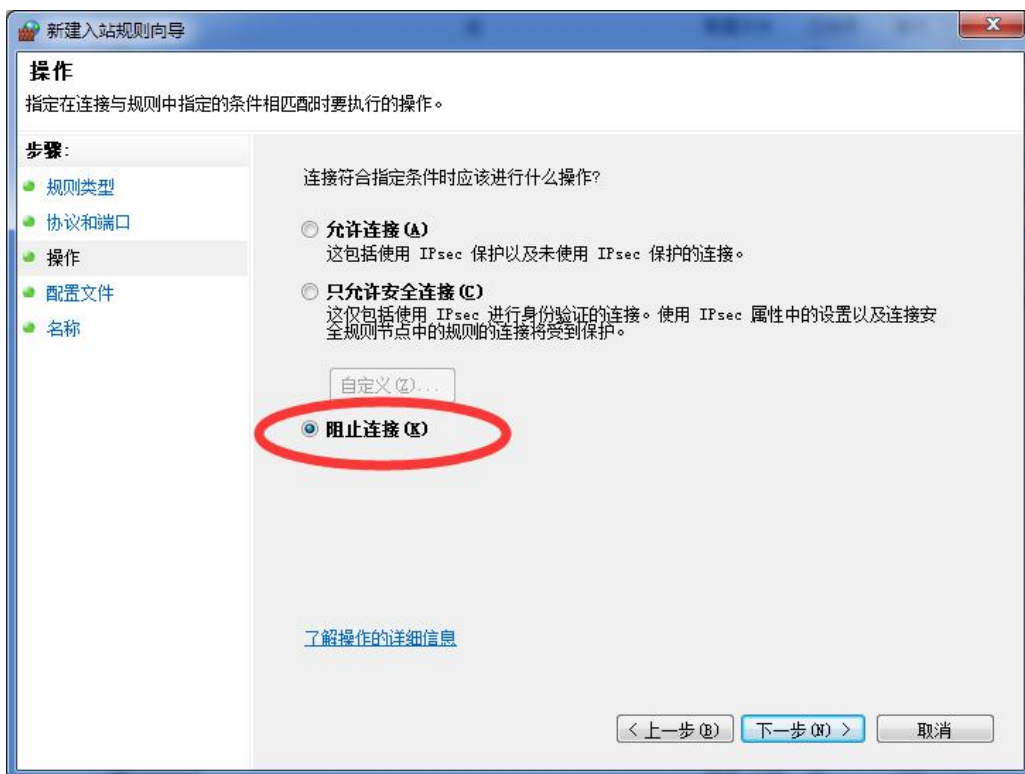 新建入站规则向导
操作
指定在连接与规则中指定的条件相匹配时要执行的操作。
步骤:
规则类型
协议和端口
操作
配置文件
名称
连接符合指定条件时应该进行什么操作?
允许连接(A)
这包括使用 IPsec 保护以及未使用 IPsec 保护的连接。
只允许安全连接(C)
这仅包括使用 IPsec 进行身份验证的连接。使用 IPsec 属性中的设置以及连接安
全规则节点中的规则的连接将受到保护。
自定义(Z)...
阻止连接(K)
了解操作的详细信息
< 上一步(B)
下一步(N) >
取消